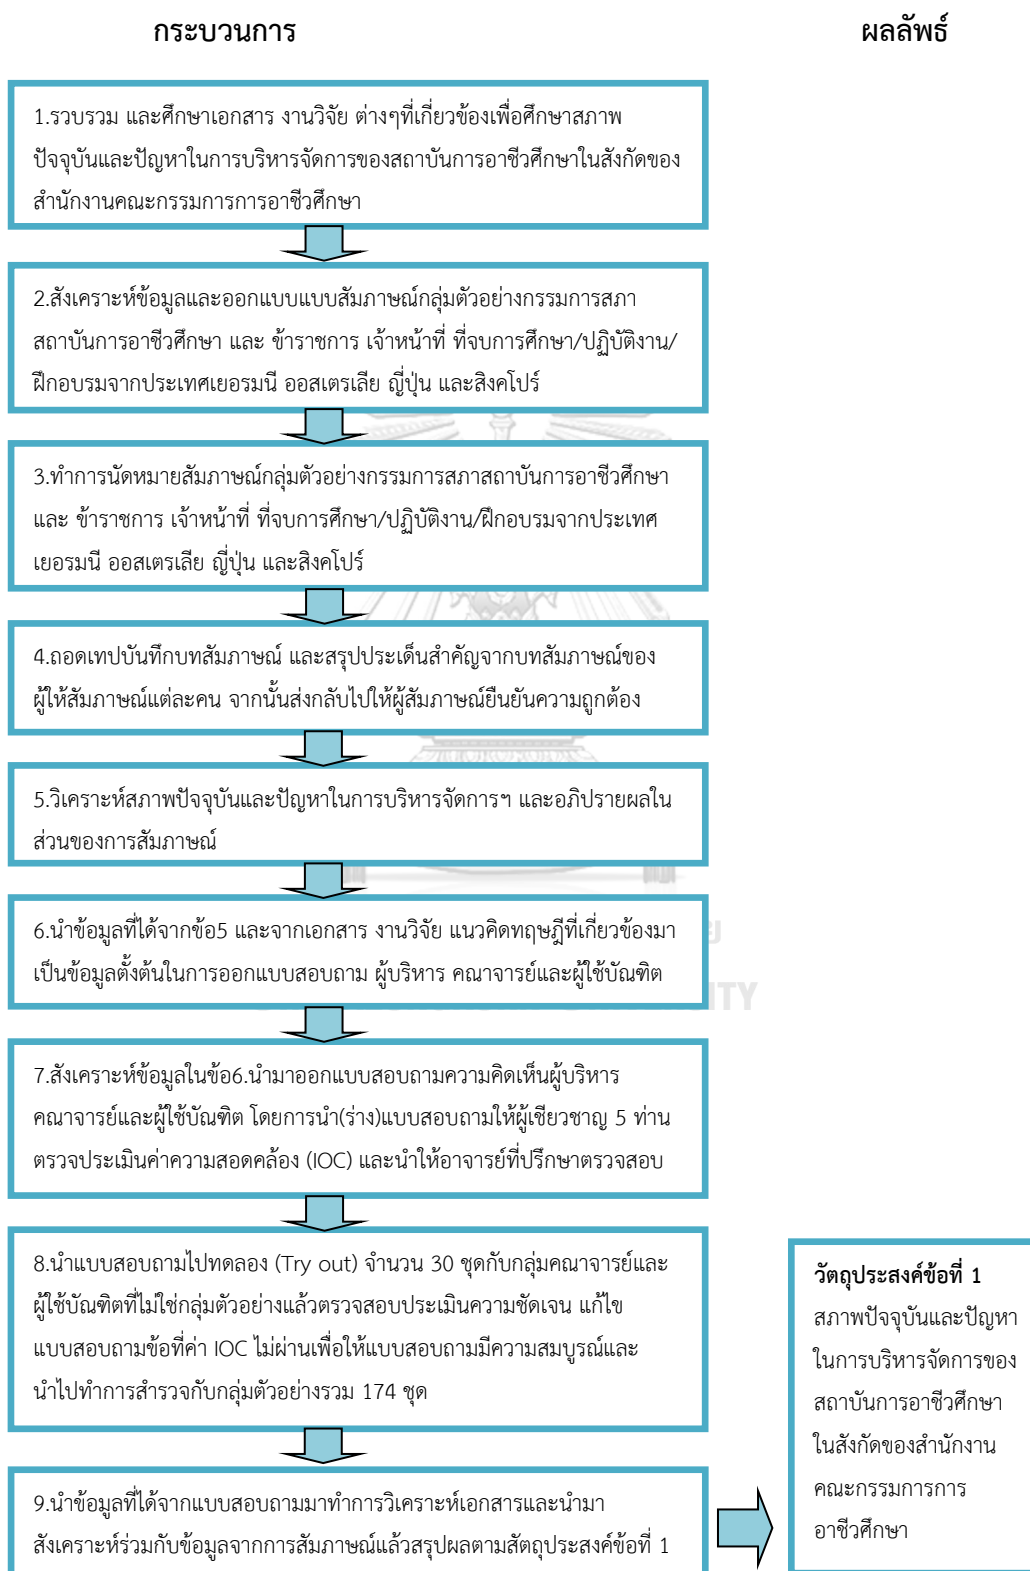 กระบวนการ
ผลลัพธ์
1.รวบรวม และศึกษาเอกสาร งานวิจัย ต่างๆที่เกี่ยวข้องเพื่อศึกษาสภาพ
ปัจจุบันและปัญหาในการบริหารจัดการของสถาบันการอาชีวศึกษาในสังกัดของ
สำนักงานคณะกรรมการการอาชีวศึกษา
2.สังเคราะห์ข้อมูลและออกแบบแบบสัมภาษณ์กลุ่มตัวอย่างกรรมการสภา
สถาบันการอาชีวศึกษา และ ข้าราชการ เจ้าหน้าที่ ที่จบการศึกษา/ปฏิบัติงาน/
ฝึกอบรมจากประเทศเยอรมนี ออสเตรเลีย ญี่ปุ่น และสิงคโปร์
3.ทำการนัดหมายสัมภาษณ์กลุ่มตัวอย่างกรรมการสภาสถาบันการอาชีวศึกษา
และ ข้าราชการ เจ้าหน้าที่ ที่จบการศึกษา/ปฏิบัติงาน/ฝึกอบรมจากประเทศ
เยอรมนี ออสเตรเลีย ญี่ปุ่น และสิงคโปร์
4.ถอดเทปบันทึกบทสัมภาษณ์ และสรุปประเด็นสำคัญจากบทสัมภาษณ์ของ
ผู้ให้สัมภาษณ์แต่ละคน จากนั้นส่งกลับไปให้ผู้สัมภาษณ์ยืนยันความถูกต้อง
5.วิเคราะห์สภาพปัจจุบันและปัญหาในการบริหารจัดการฯ และอภิปรายผลใน
ส่วนของการสัมภาษณ์
6.นำข้อมูลที่ได้จากข้อ5 และจากเอกสาร งานวิจัย แนวคิดทฤษฎีที่เกี่ยวข้องมา
เป็นข้อมูลตั้งต้นในการออกแบบสอบถาม ผู้บริหาร คณาจารย์และผู้ใช้บัณฑิต
ITY
7.สังเคราะห์ข้อมูลในข้อ6.นำมาออกแบบสอบถามความคิดเห็นผู้บริหาร
คณาจารย์และผู้ใช้บัณฑิต โดยการนำ(ร่าง)แบบสอบถามให้ผู้เชี่ยวชาญ 5 ท่าน
ตรวจประเมินค่าความสอดคล้อง (IOC) และนำให้อาจารย์ที่ปรึกษาตรวจสอบ
8.นำแบบสอบถามไปทดลอง (Try out) จำนวน 30 ชุดกับกลุ่มคณาจารย์และ
ผู้ใช้บัณฑิตที่ไม่ใช่กลุ่มตัวอย่างแล้วตรวจสอบประเมินความชัดเจน แก้ไข
แบบสอบถามข้อที่ค่า IOC ไม่ผ่านเพื่อให้แบบสอบถามมีความสมบูรณ์และ
นำไปทำการสำรวจกับกลุ่มตัวอย่างรวม 174 ชุด
9.นำข้อมูลที่ได้จากแบบสอบถามมาทำการวิเคราะห์เอกสารและนำมา
สังเคราะห์ร่วมกับข้อมูลจากการสัมภาษณ์แล้วสรุปผลตามสัตถุประสงค์ข้อที่ 1
วัตถุประสงค์ข้อที่ 1
สภาพปัจจุบันและปัญหา
ในการบริหารจัดการของ
สถาบันการอาชีวศึกษา
ในสังกัดของสำนักงาน
คณะกรรมการการ
อาชีวศึกษา